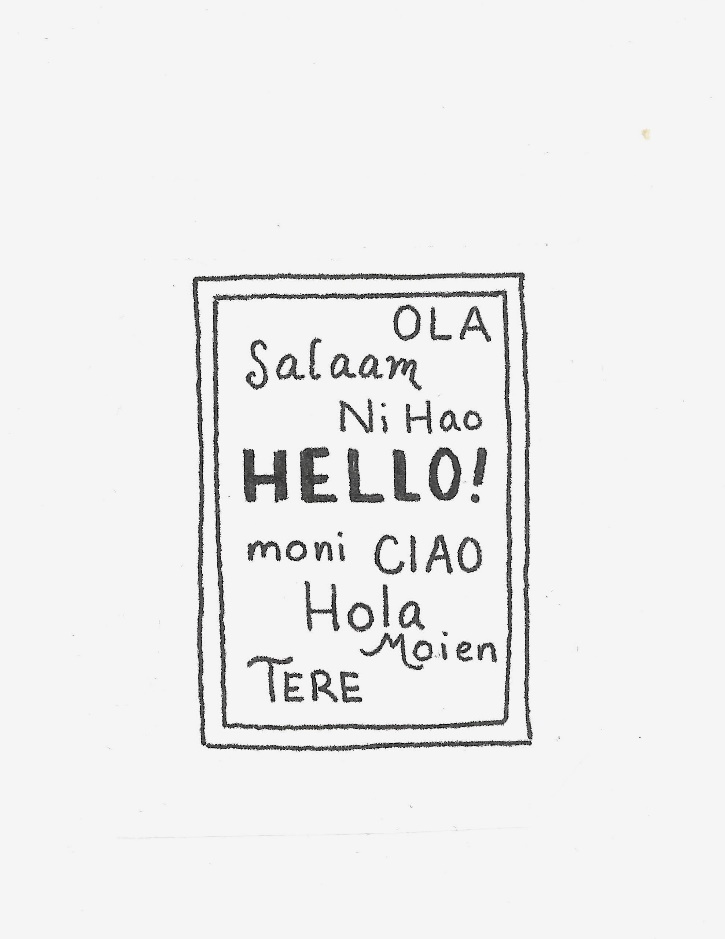 OLA
Salaam
Ni Hao
HELLO!
moni CIAO
Hola
Moien
TERE